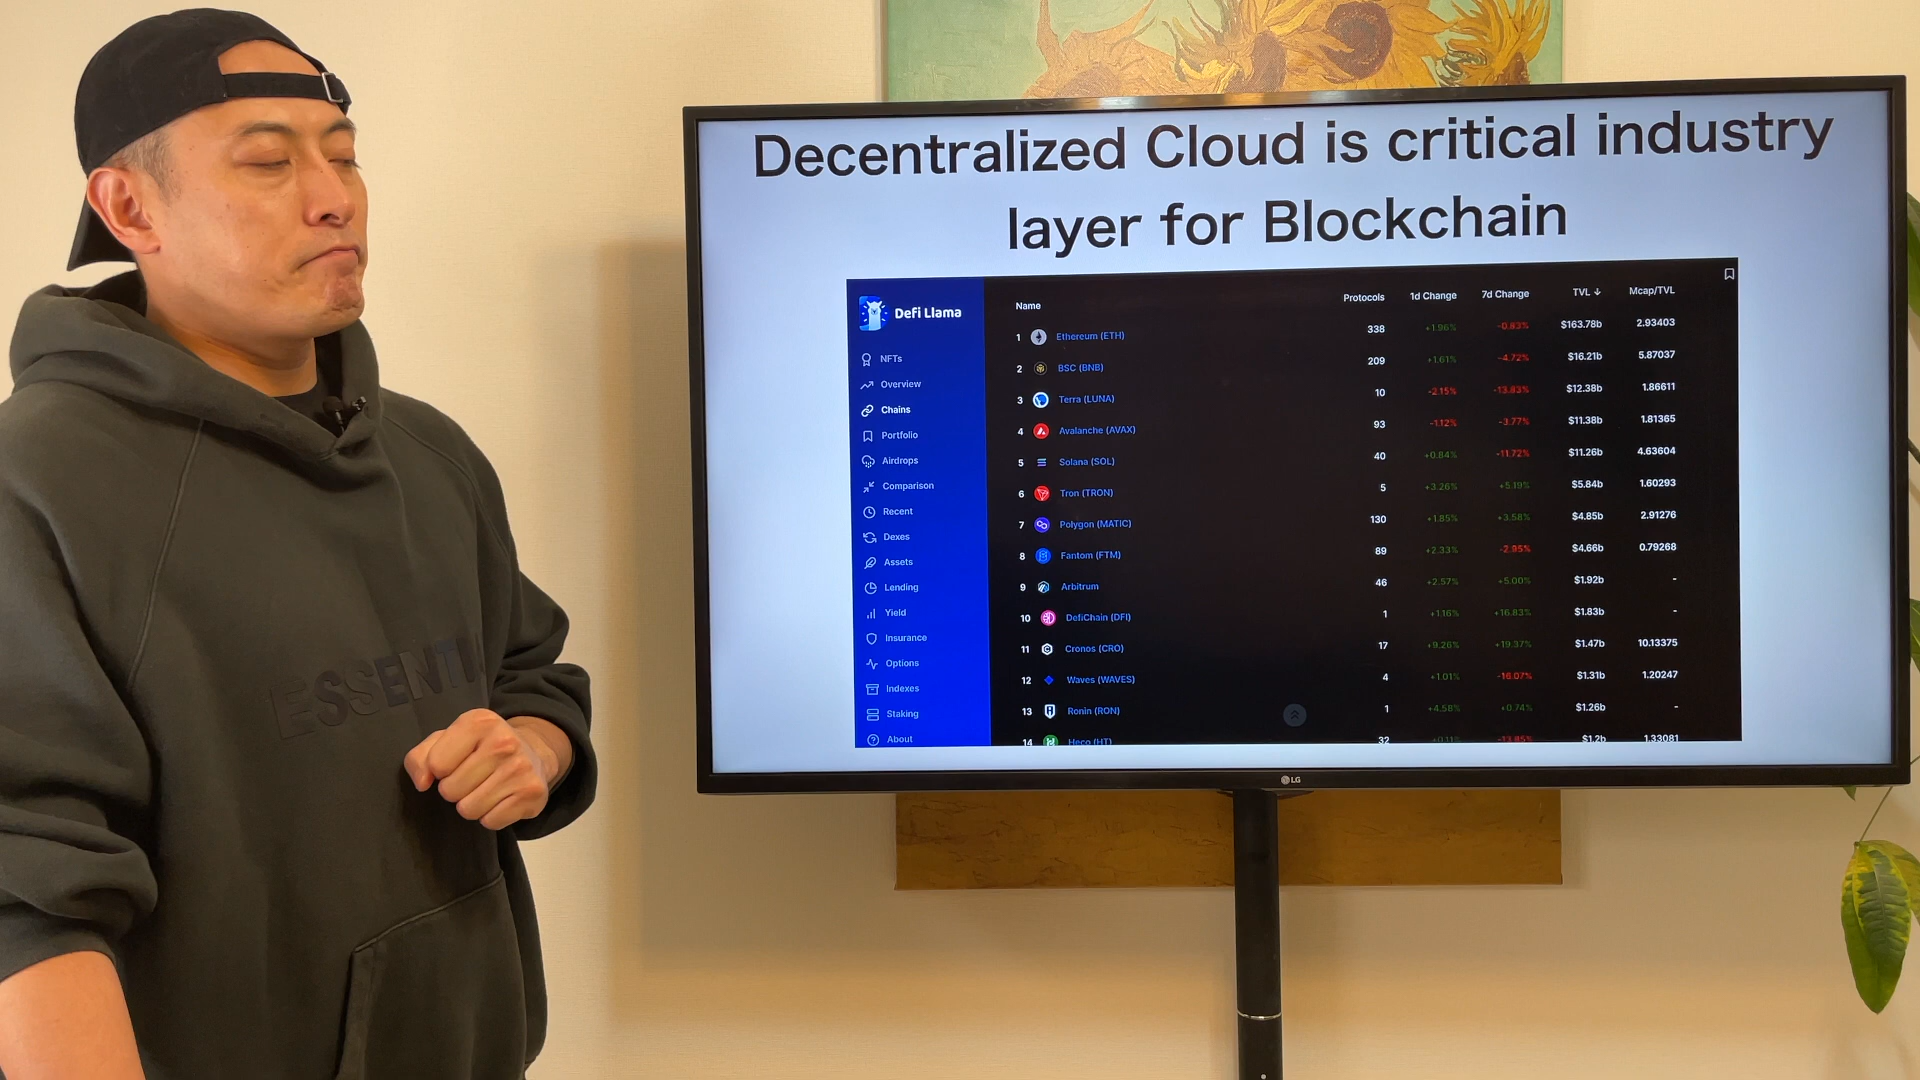 Decentralized Cloud is critical industry
layer for Blockchain
Defi Llama
NFTs
Overview
Chains
Portfolio
Airdrops
Comparison
Recent
Dexes
Assets
Lending
Yield
Insurance
Options
Indexes
Staking
About
Name Protocols 1d Change 7d Change TVL ↓ Mcap/TVL
1 Ethereum (ETH) 338 +1.96% -0.83% $163.78b 2.93403
2 BSC (BNB) 209 +1.61% -4.72% $16.21b 5.87037
3 Terra (LUNA) 10 -2.15% -13.83% $12.38b 1.86611
4 Avalanche (AVAX) 93 -1.12% -3.77% $11.38b 1.81365
5 Solana (SOL) 40 +0.84% -11.72% $11.26b 4.63604
6 Tron (TRON) 5 +3.26% +5.19% $5.84b 1.60293
7 Polygon (MATIC) 130 +1.85% +3.58% $4.85b 2.91276
8 Fantom (FTM) 89 +2.33% -2.95% $4.66b 0.79268
9 Arbitrum 46 +2.57% +5.00% $1.92b -
10 DefiChain (DFI) 1 +1.16% +16.83% $1.83b -
11 Cronos (CRO) 17 +9.26% +19.37% $1.47b 10.13375
12 Waves (WAVES) 4 +1.01% -16.07% $1.31b 1.20247
13 Ronin (RON) 1 +4.58% +0.74% $1.26b -
14 Heco (HT) 32 +0.11% -13.85% $1.2b 1.33081
LG
ESSENTI